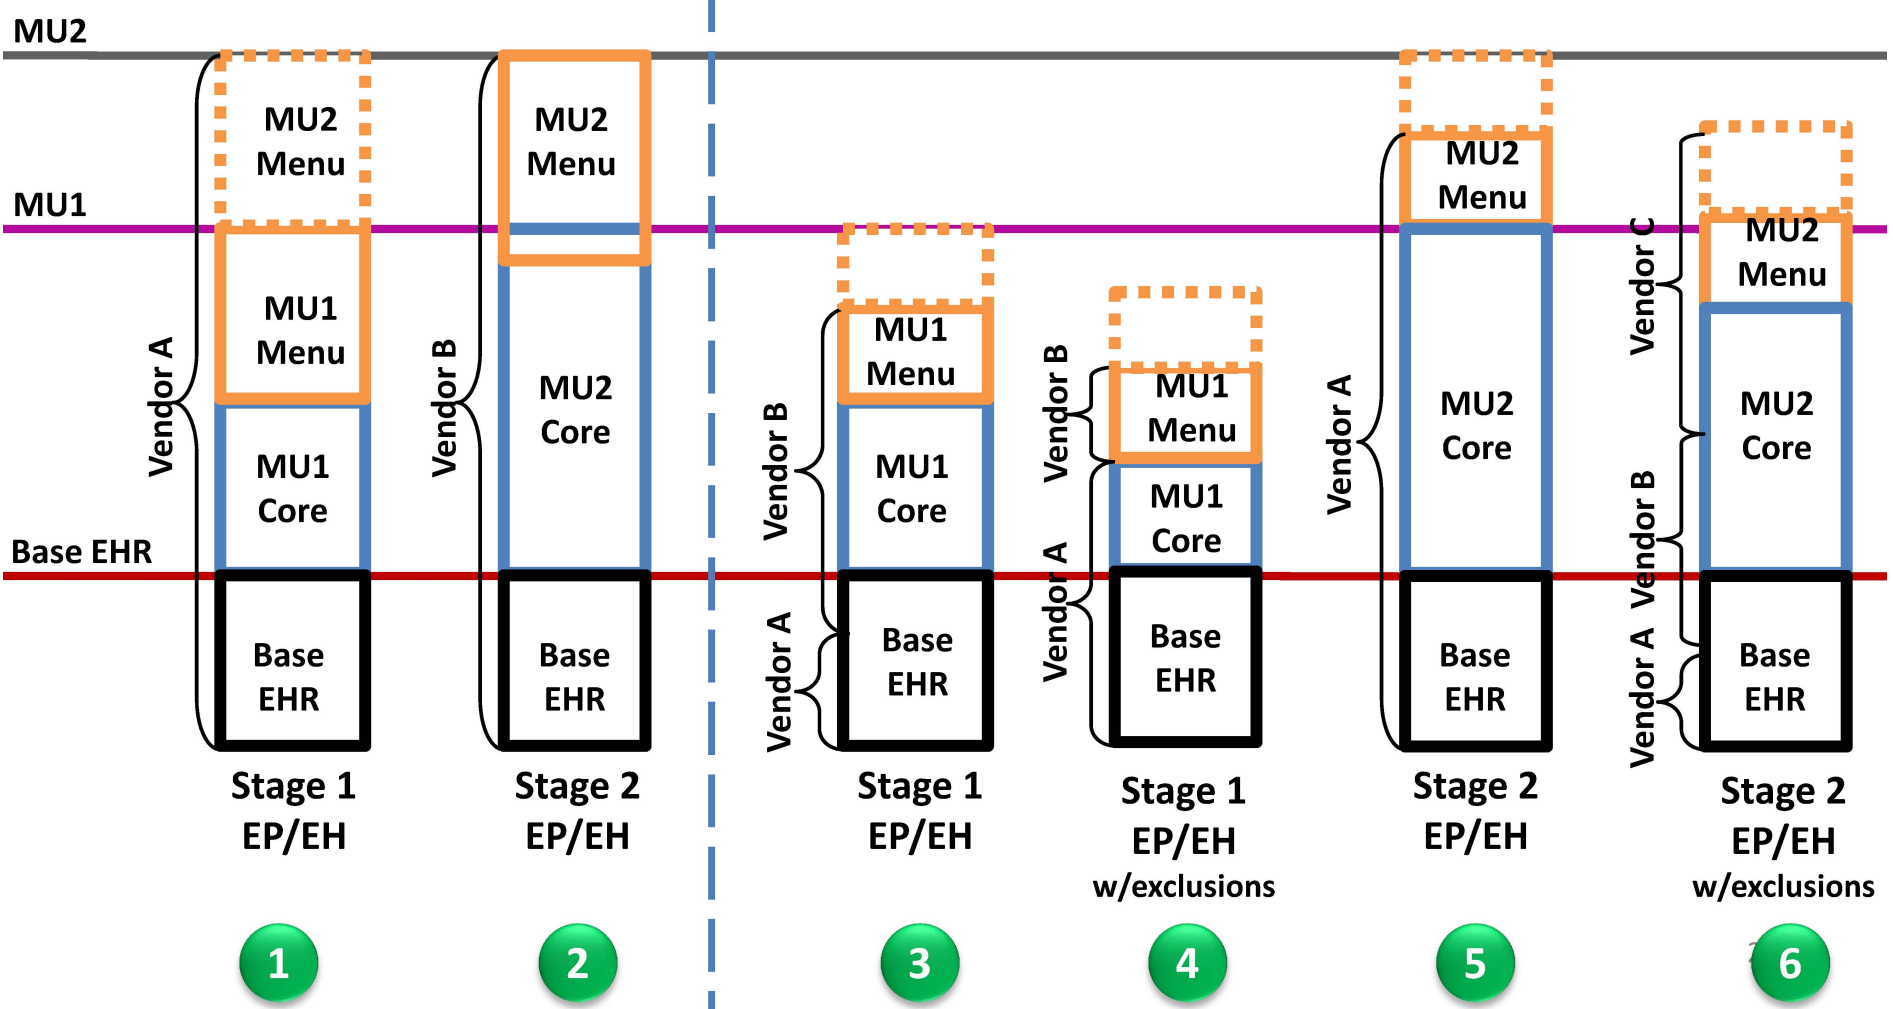 MU2
MU1
Base EHR
Vendor A
MU2
Menu
MU1
Menu
MU1
Core
Base
EHR
Stage 1
EP/EH
1
Vendor B
MU2
Menu
MU2
Core
Base
EHR
Stage 2
EP/EH
2
Vendor B
Vendor A
MU1
Menu
MU1
Core
Base
EHR
Stage 1
EP/EH
3
Vendor B
Vendor A
MU1
Menu
MU1
Core
Base
EHR
Stage 1
EP/EH
w/exclusions
4
Vendor A
MU2
Menu
MU2
Core
Base
EHR
Stage 2
EP/EH
5
Vendor C
Vendor B
Vendor A
MU2
Menu
MU2
Core
Base
EHR
Stage 2
EP/EH
w/exclusions
6